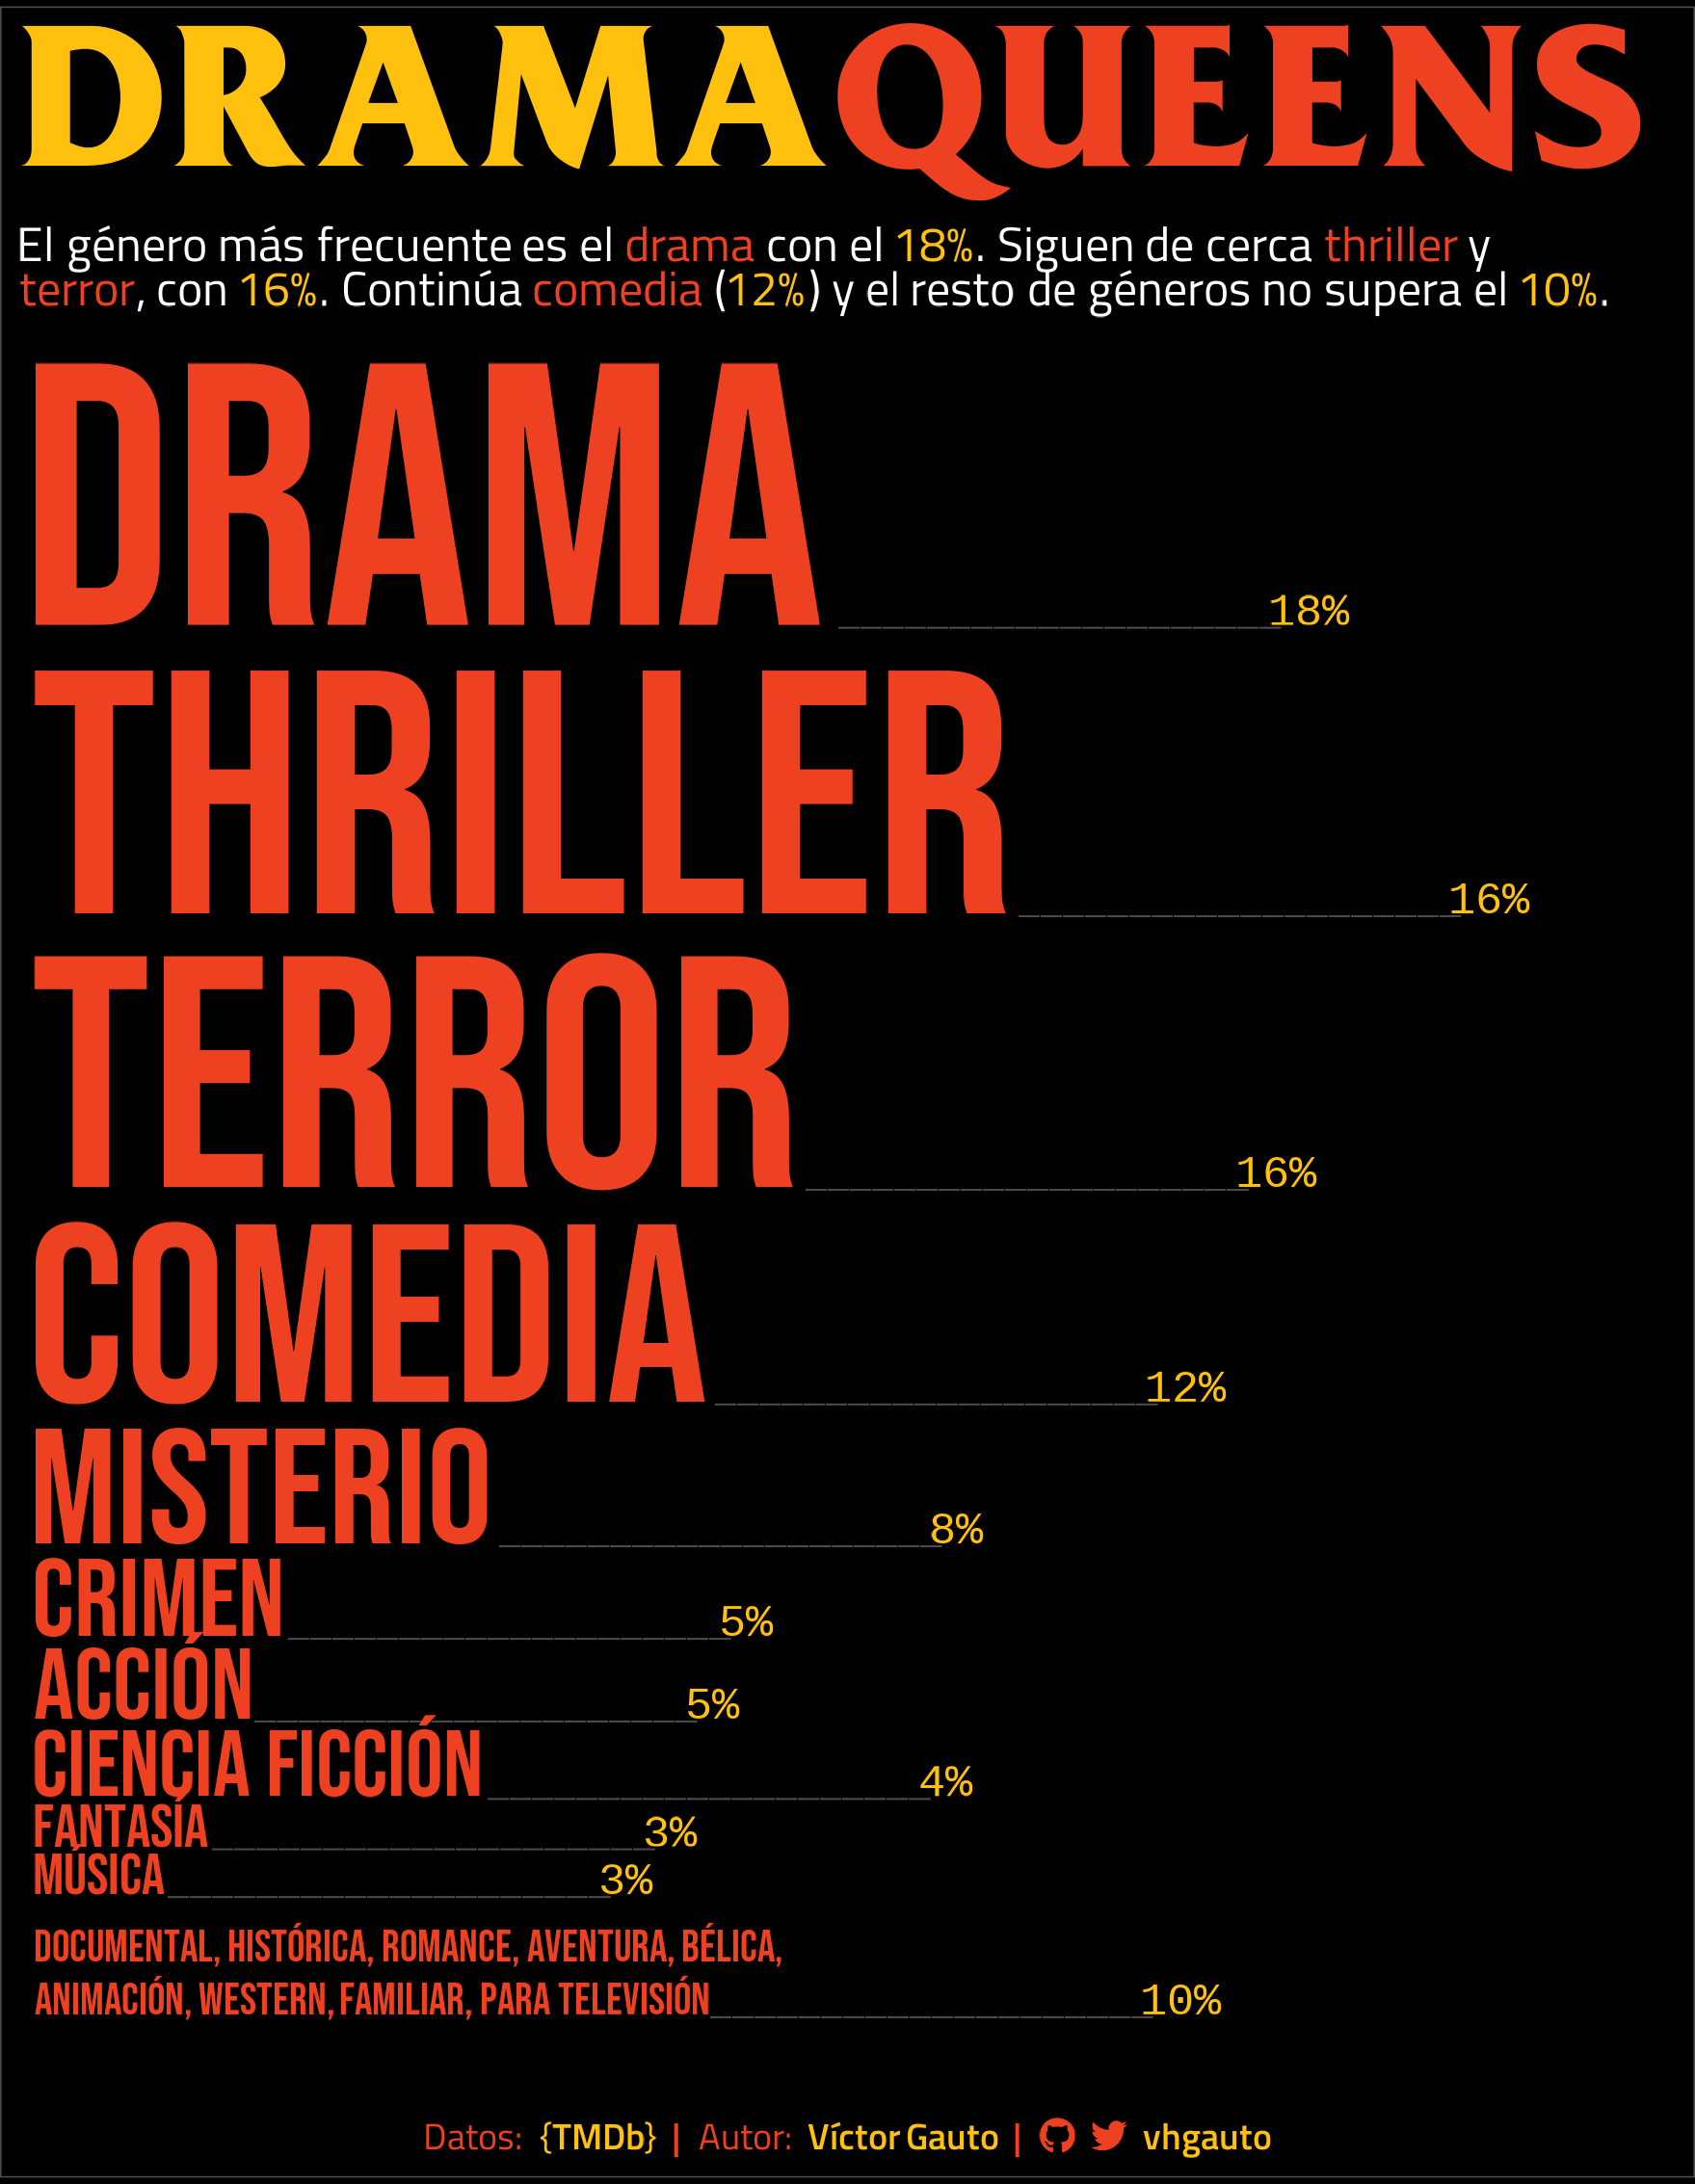 DRAMAQUEENS
El género más frecuente es el drama con el 18%. Siguen de cerca thriller y
terror, con 16%. Continúa comedia (12%) y el resto de géneros no supera el 10%.
DRAMA 18%
THRILLER 16%
TERROR 16%
COMEDIA 12%
MISTERIO 8%
CRIMEN 5%
ACCIÓN 5%
CIENCIA FICCIÓN 4%
FANTASÍA 3%
MÚSICA 3%
DOCUMENTAL, HISTÓRICA, ROMANCE, AVENTURA, BÉLICA,
ANIMACIÓN, WESTERN, FAMILIAR, PARA TELEVISIÓN 10%
Datos: {TMDb} | Autor: Víctor Gauto | vhgauto